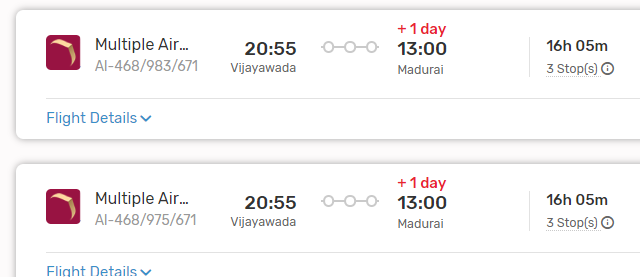 + 1 day
Multiple Air... 20:55 13:00 16h 05m
AI-468/983/671 Vijayawada Madurai 3 Stop(s)
Flight Details
+ 1 day
Multiple Air... 20:55 13:00 16h 05m
AI-468/975/671 Vijayawada Madurai 3 Stop(s)
Flight Details